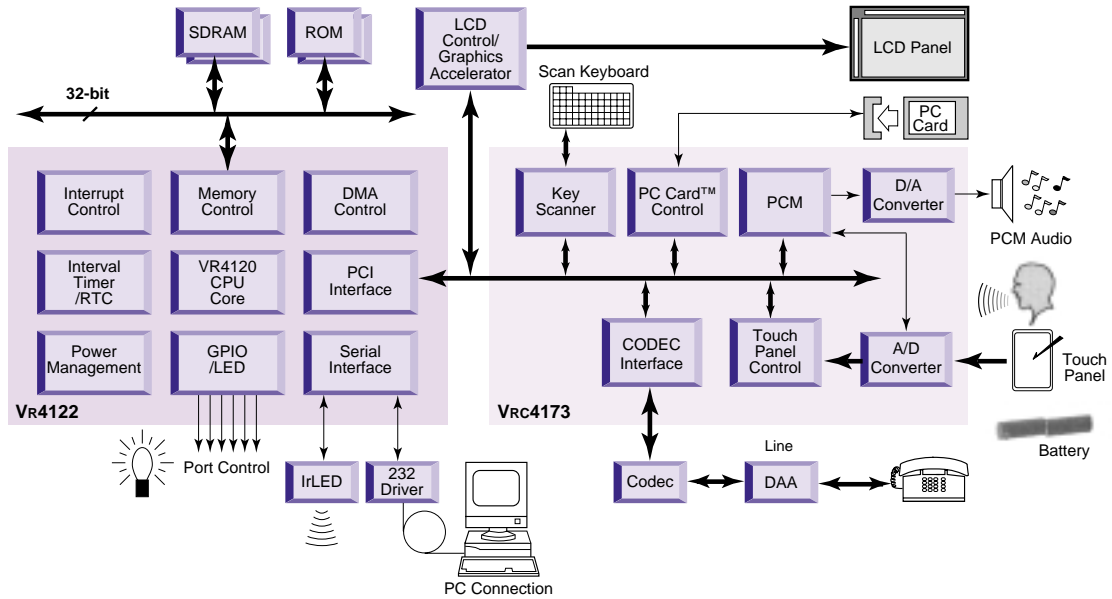 SDRAM
ROM
LCD
Control/
Graphics
Accelerator
LCD Panel
Scan Keyboard
32-bit
PC
Card
Interrupt
Control
Memory
Control
DMA
Control
Key
Scanner
PC Card™
Control
PCM
D/A
Converter
PCM Audio
Interval
Timer
/RTC
VR4120
CPU
Core
PCI
Interface
Power
Management
GPIO
/LED
Serial
Interface
CODEC
Interface
Touch
Panel
Control
A/D
Converter
Touch
Panel
VR4122
VRC4173
Battery
Port Control
Line
IrLED
232
Driver
Codec
DAA
PC Connection